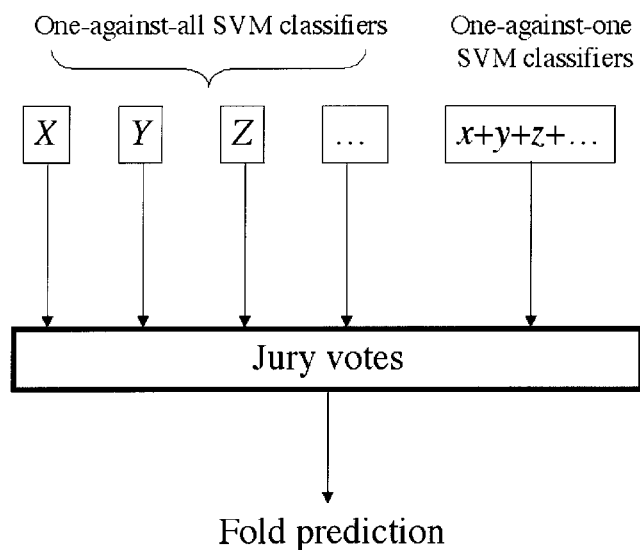 One-against-all SVM classifiers
One-against-one
SVM classifiers
X Y Z … x+y+z+…
Jury votes
Fold prediction